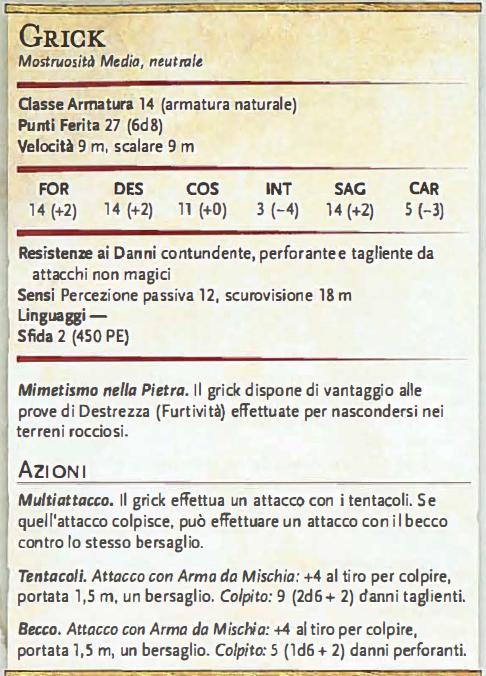 GRICK
Mostruosità Media, neutrale
Classe Armatura 14 (armatura naturale)
Punti Ferita 27 (6d8)
Velocità 9 m, scalare 9 m
FOR DES COS INT SAG CAR
14 (+2) 14 (+2) 11 (+0) 3 (-4) 14 (+2) 5 (-3)
Resistenze ai Danni contundente, perforante e tagliente da
attacchi non magici
Sensi Percezione passiva 12, scurovisione 18 m
Linguaggi —
Sfida 2 (450 PE)
Mimetismo nella Pietra. Il grick dispone di vantaggio alle
prove di Destrezza (Furtività) effettuate per nascondersi nei
terreni rocciosi.
AZIONI
Multiattacco. Il grick effettua un attacco con i tentacoli. Se
quell'attacco colpisce, può effettuare un attacco con il becco
contro lo stesso bersaglio.
Tentacoli. Attacco con Arma da Mischia: +4 al tiro per colpire,
portata 1,5 m, un bersaglio. Colpito: 9 (2d6 + 2) danni taglienti.
Becco. Attacco con Arma da Mischia: +4 al tiro per colpire,
portata 1,5 m, un bersaglio. Colpito: 5 (1d6 + 2) danni perforanti.